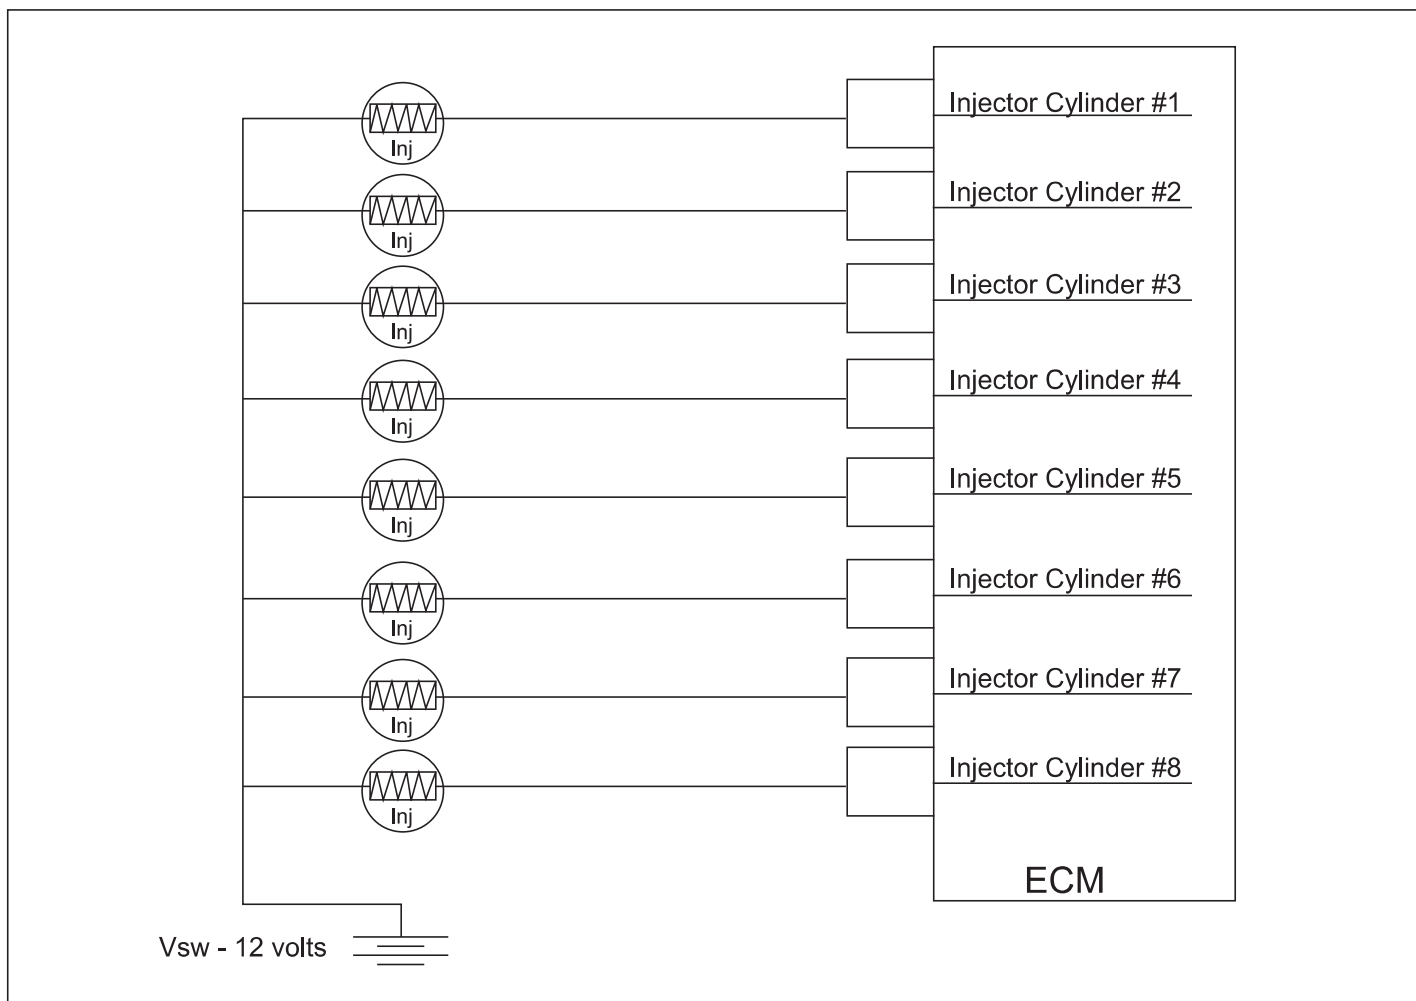 Injector Cylinder #1
Inj
Injector Cylinder #2
Inj
Injector Cylinder #3
Inj
Injector Cylinder #4
Inj
Injector Cylinder #5
Inj
Injector Cylinder #6
Inj
Injector Cylinder #7
Inj
Injector Cylinder #8
Inj
ECM
Vsw - 12 volts